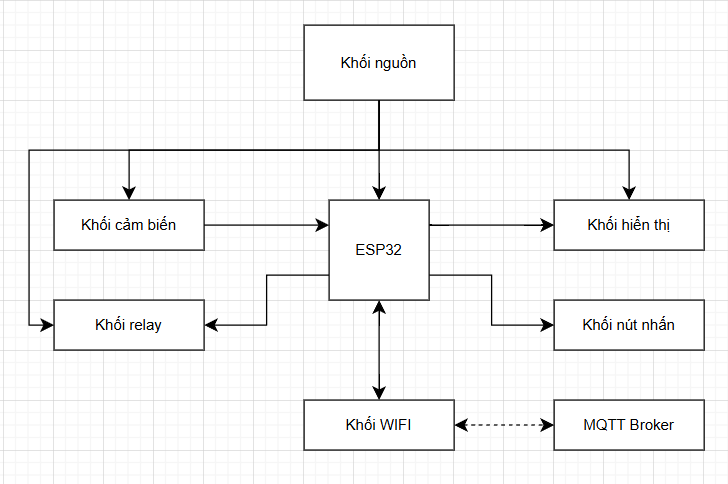 Khối nguồn
Khối cảm biến
ESP32
Khối hiển thị
Khối relay
Khối nút nhấn
Khối WIFI
MQTT Broker